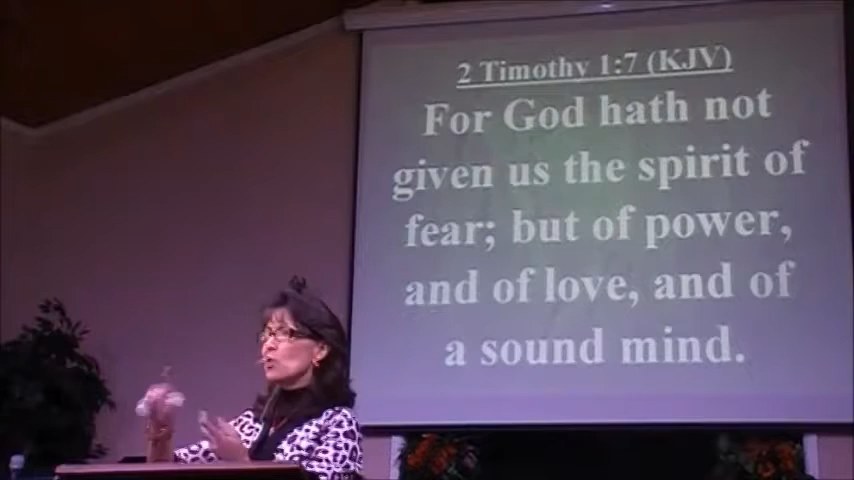 2 Timothy 1:7 (KJV)
For God hath not
given us the spirit of
fear; but of power,
and of love, and of
a sound mind.